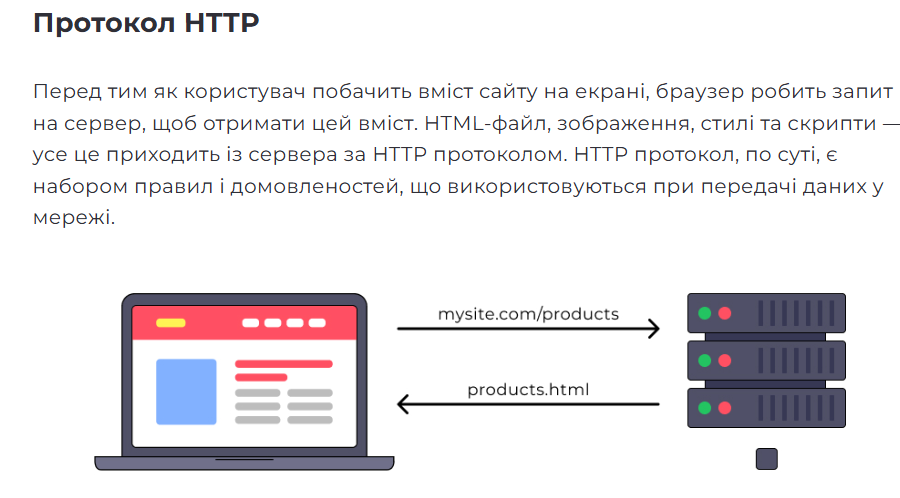 Протокол HTTP
Перед тим як користувач побачить вміст сайту на екрані, браузер робить запит
на сервер, щоб отримати цей вміст. HTML-файл, зображення, стилі та скрипти —
усе це приходить із сервера за HTTP протоколом. HTTP протокол, по суті, є
набором правил і домовленостей, що використовуються при передачі даних у
мережі.
mysite.com/products
products.html